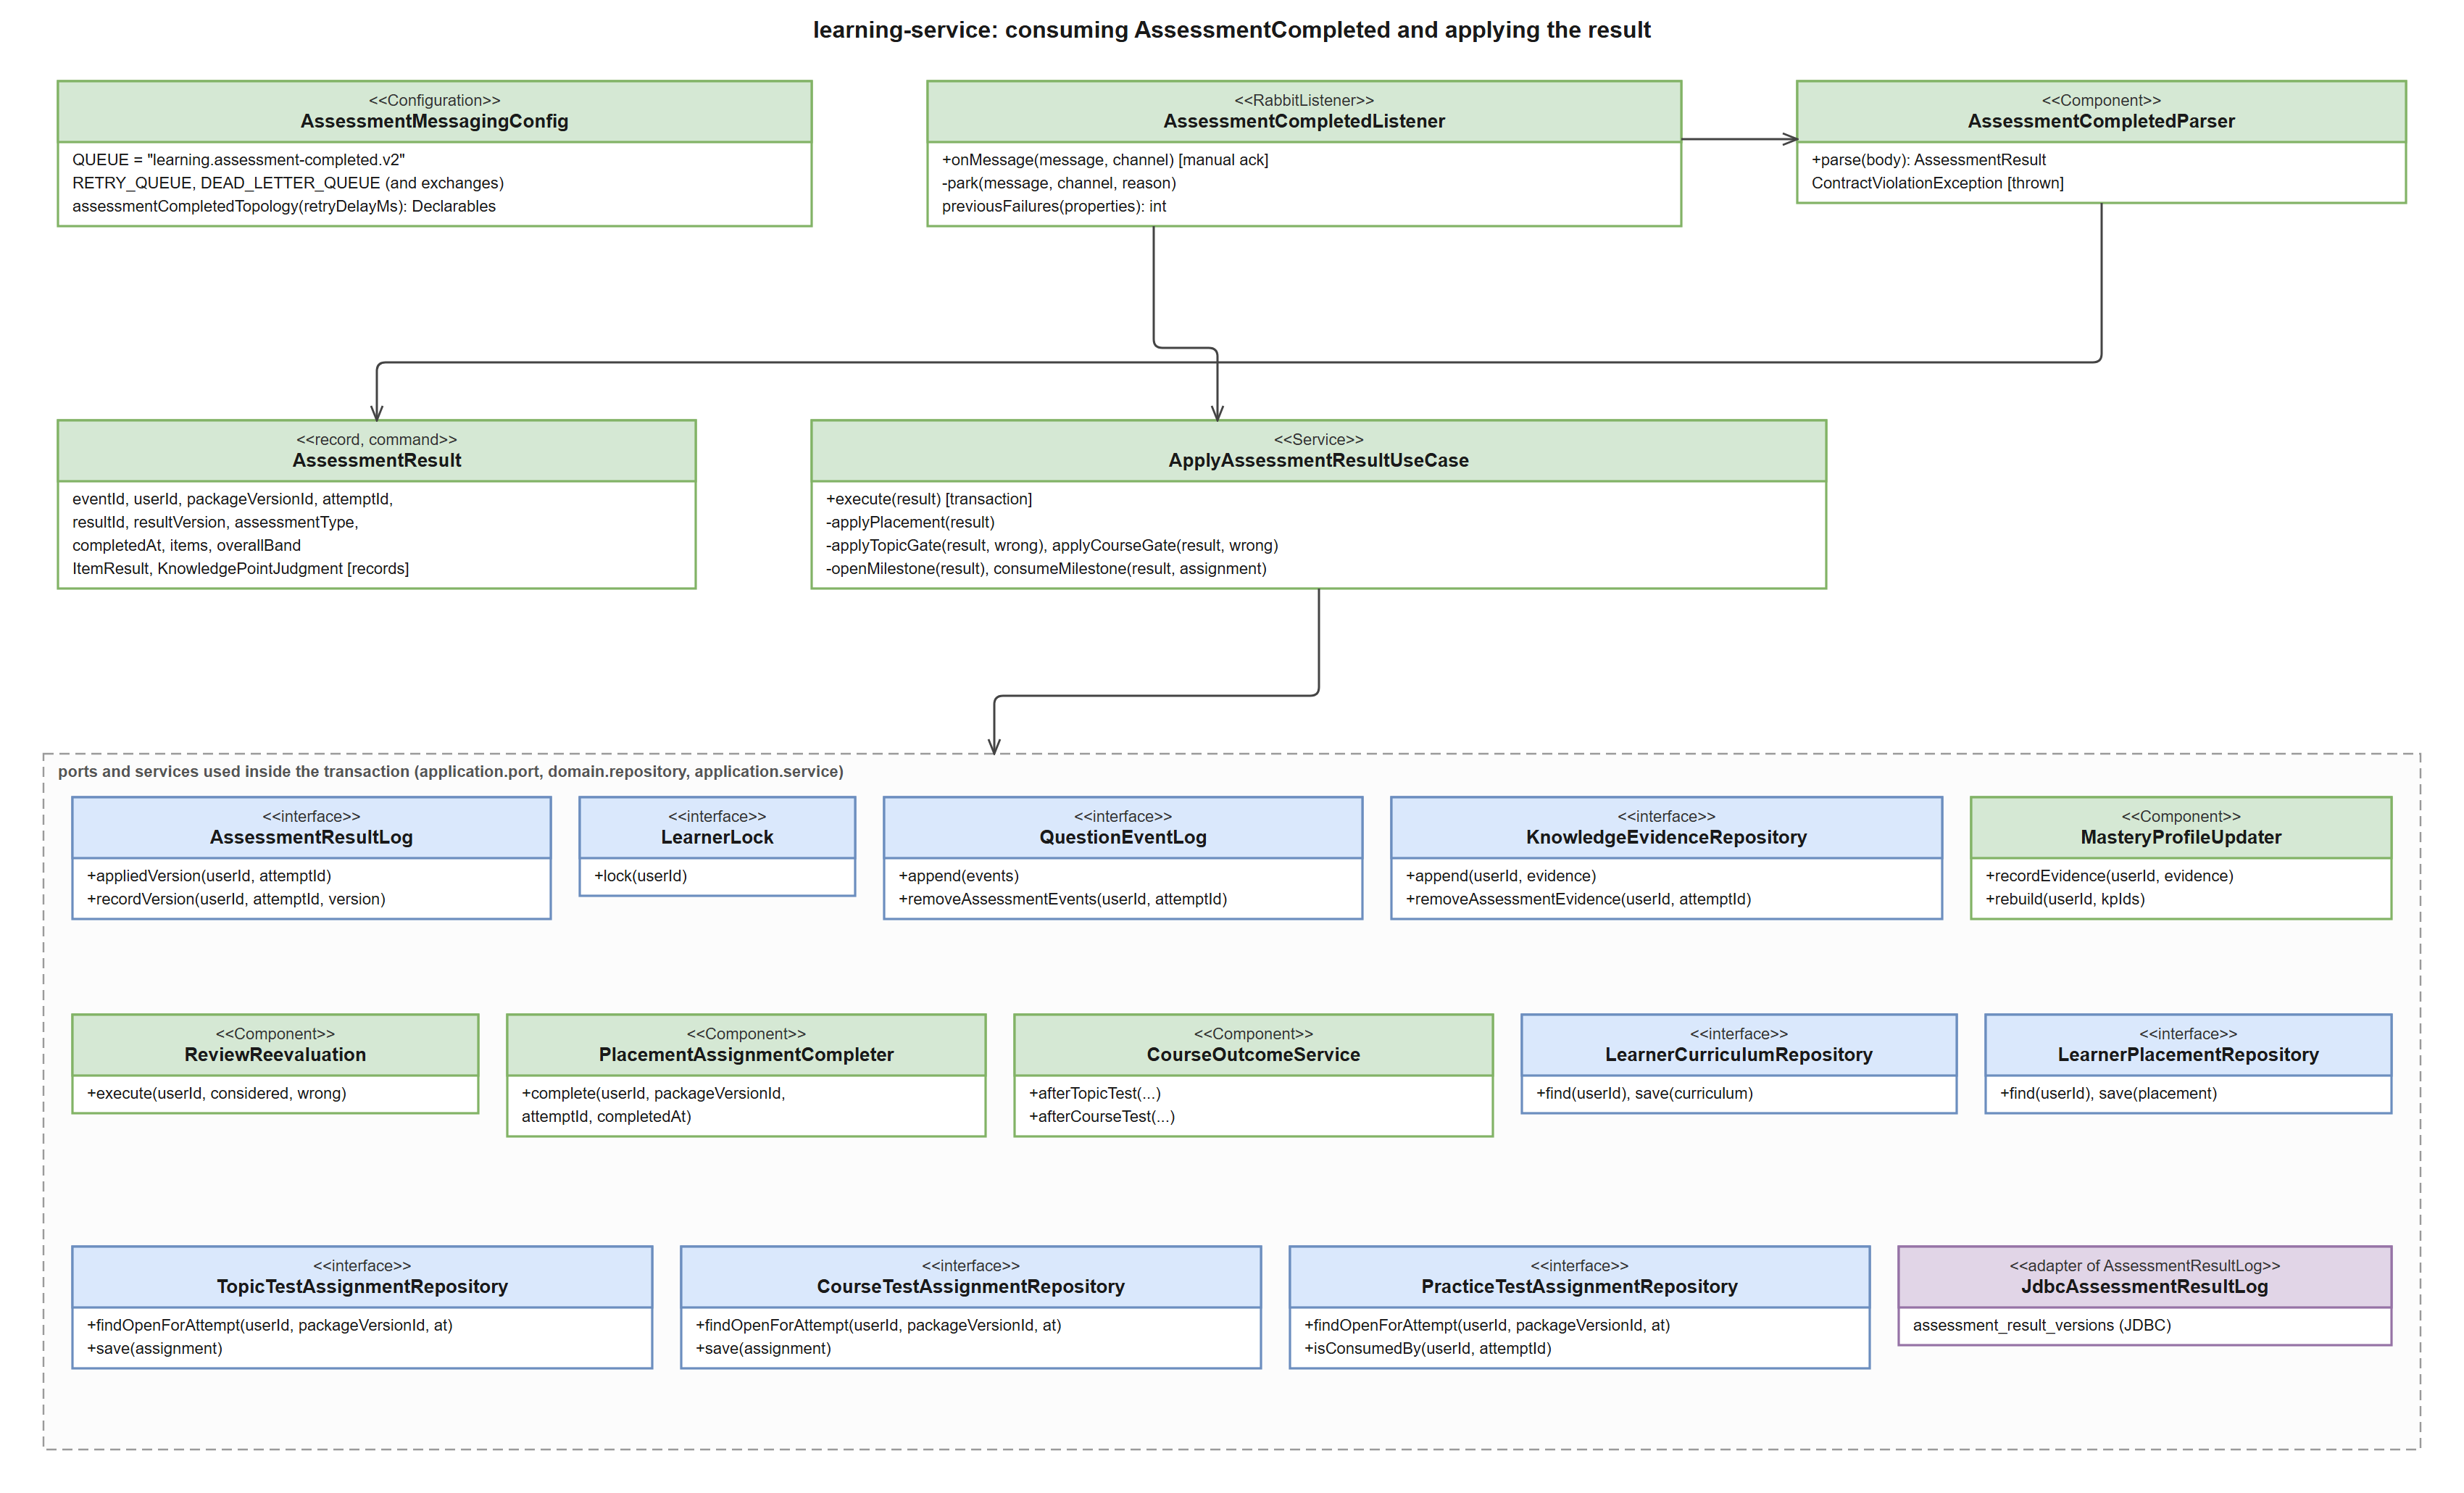 learning-service: consuming AssessmentCompleted and applying the result
<<Configuration>>
AssessmentMessagingConfig
QUEUE = "learning.assessment-completed.v2"
RETRY_QUEUE, DEAD_LETTER_QUEUE (and exchanges)
assessmentCompletedTopology(retryDelayMs): Declarables
<<RabbitListener>>
AssessmentCompletedListener
+onMessage(message, channel) [manual ack]
-park(message, channel, reason)
previousFailures(properties): int
<<Component>>
AssessmentCompletedParser
+parse(body): AssessmentResult
ContractViolationException [thrown]
<<record, command>>
AssessmentResult
eventId, userId, packageVersionId, attemptId,
resultId, resultVersion, assessmentType,
completedAt, items, overallBand
ItemResult, KnowledgePointJudgment [records]
<<Service>>
ApplyAssessmentResultUseCase
+execute(result) [transaction]
-applyPlacement(result)
-applyTopicGate(result, wrong), applyCourseGate(result, wrong)
-openMilestone(result), consumeMilestone(result, assignment)
ports and services used inside the transaction (application.port, domain.repository, application.service)
<<interface>>
AssessmentResultLog
+appliedVersion(userId, attemptId)
+recordVersion(userId, attemptId, version)
<<interface>>
LearnerLock
+lock(userId)
<<interface>>
QuestionEventLog
+append(events)
+removeAssessmentEvents(userId, attemptId)
<<interface>>
KnowledgeEvidenceRepository
+append(userId, evidence)
+removeAssessmentEvidence(userId, attemptId)
<<Component>>
MasteryProfileUpdater
+recordEvidence(userId, evidence)
+rebuild(userId, kpIds)
<<Component>>
ReviewReevaluation
+execute(userId, considered, wrong)
<<Component>>
PlacementAssignmentCompleter
+complete(userId, packageVersionId,
attemptId, completedAt)
<<Component>>
CourseOutcomeService
+afterTopicTest(...)
+afterCourseTest(...)
<<interface>>
LearnerCurriculumRepository
+find(userId), save(curriculum)
<<interface>>
LearnerPlacementRepository
+find(userId), save(placement)
<<interface>>
TopicTestAssignmentRepository
+findOpenForAttempt(userId, packageVersionId, at)
+save(assignment)
<<interface>>
CourseTestAssignmentRepository
+findOpenForAttempt(userId, packageVersionId, at)
+save(assignment)
<<interface>>
PracticeTestAssignmentRepository
+findOpenForAttempt(userId, packageVersionId, at)
+isConsumedBy(userId, attemptId)
<<adapter of AssessmentResultLog>>
JdbcAssessmentResultLog
assessment_result_versions (JDBC)